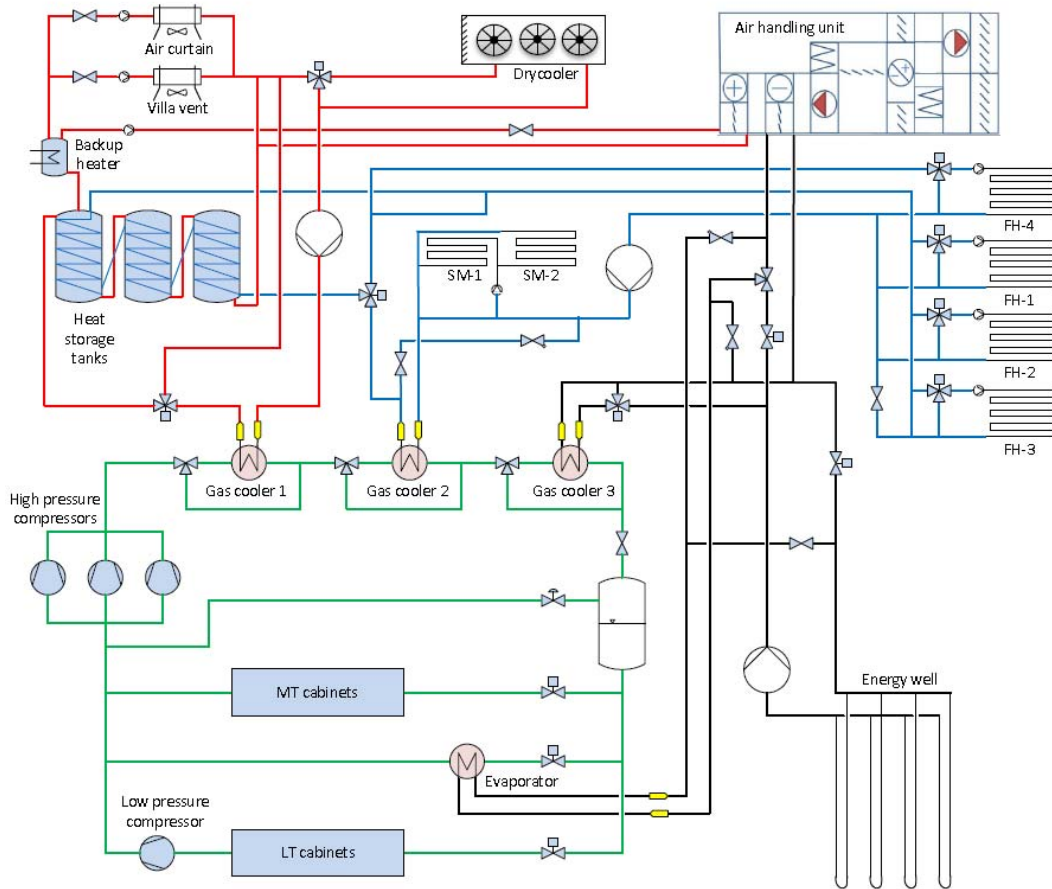 Air handling unit
Air curtain
Drycooler
Villa vent
Backup
heater
FH-4
SM-1
SM-2
FH-1
Heat
storage
tanks
FH-2
FH-3
Gas cooler 1
Gas cooler 2
Gas cooler 3
High pressure
compressors
MT cabinets
Energy well
Evaporator
Low pressure
compressor
LT cabinets